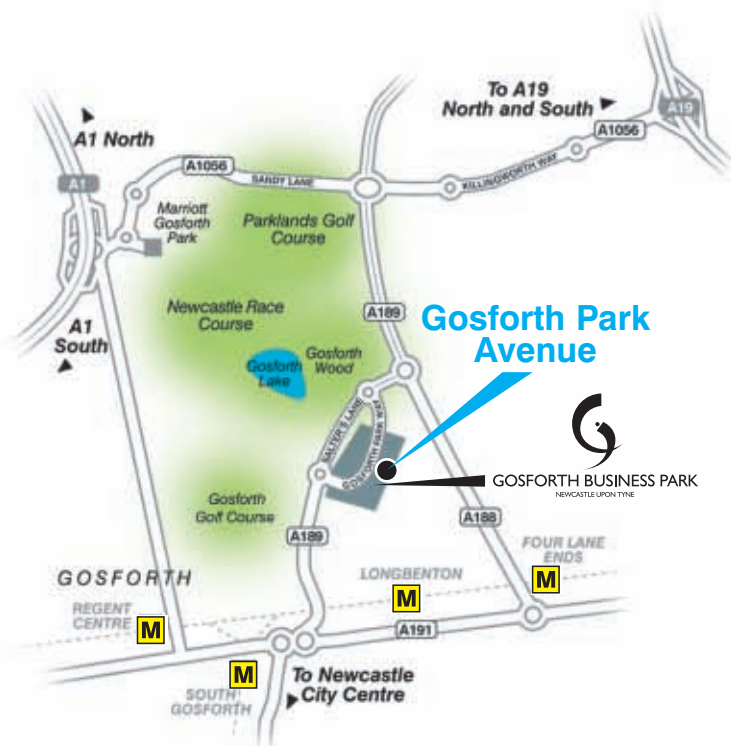 To A19
North and South
A19
A1056
A1 North
A1056
SANDY LANE
KILLINGWORTH WAY
A1
Marriott
Gosforth
Park
Parklands Golf
Course
Newcastle Race
Course
A189
Gosforth Park
Avenue
A1
South
Gosforth
Lake
Gosforth
Wood
SALTER'S LANE
GOSFORTH PARK WAY
GOSFORTH BUSINESS PARK
NEWCASTLE UPON TYNE
Gosforth
Golf Course
A188
A189
FOUR LANE
ENDS
GOSFORTH
LONGBENTON
M
REGENT
CENTRE
M
M
A191
M
SOUTH
GOSFORTH
To Newcastle
City Centre